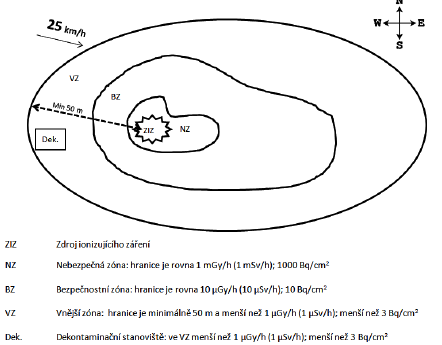 25 km/h
N
W E
S
VZ
BZ
Min 50 m
ZIZ
NZ
Dek.
ZIZ Zdroj ionizujícího záření
NZ Nebezpečná zóna: hranice je rovna 1 mGy/h (1 mSv/h); 1000 Bq/cm²
BZ Bezpečnostní zóna: hranice je rovna 10 µGy/h (10 µSv/h); 10 Bq/cm²
VZ Vnější zóna: hranice je minimálně 50 m a menší než 1 µGy/h (1 µSv/h); menší než 3 Bq/cm²
Dek. Dekontaminační stanoviště: ve VZ menší než 1 µGy/h (1 µSv/h); menší než 3 Bq/cm²